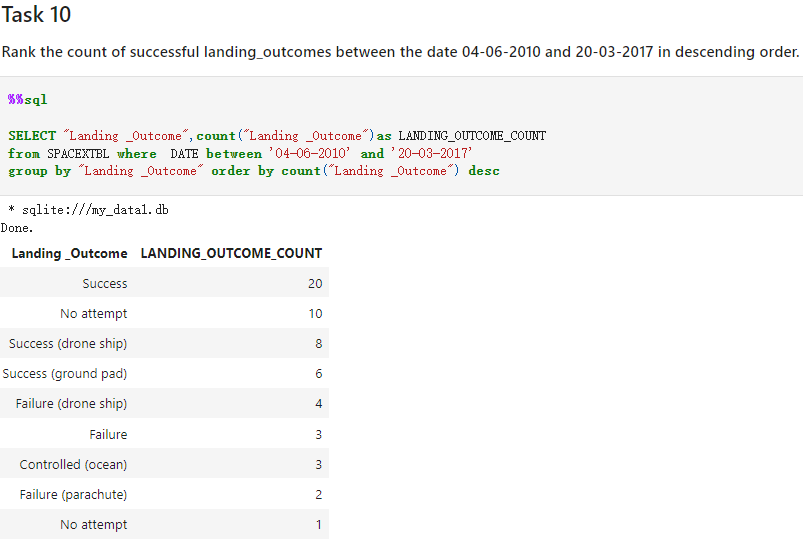 Task 10
Rank the count of successful landing_outcomes between the date 04-06-2010 and 20-03-2017 in descending order.
%%sql
SELECT "Landing _Outcome",count("Landing _Outcome")as LANDING_OUTCOME_COUNT
from SPACEXTBL where  DATE between '04-06-2010' and '20-03-2017'
group by "Landing _Outcome" order by count("Landing _Outcome") desc
* sqlite:///my_data1.db
Done.
Landing _Outcome LANDING_OUTCOME_COUNT
Success 20
No attempt 10
Success (drone ship) 8
Success (ground pad) 6
Failure (drone ship) 4
Failure 3
Controlled (ocean) 3
Failure (parachute) 2
No attempt 1